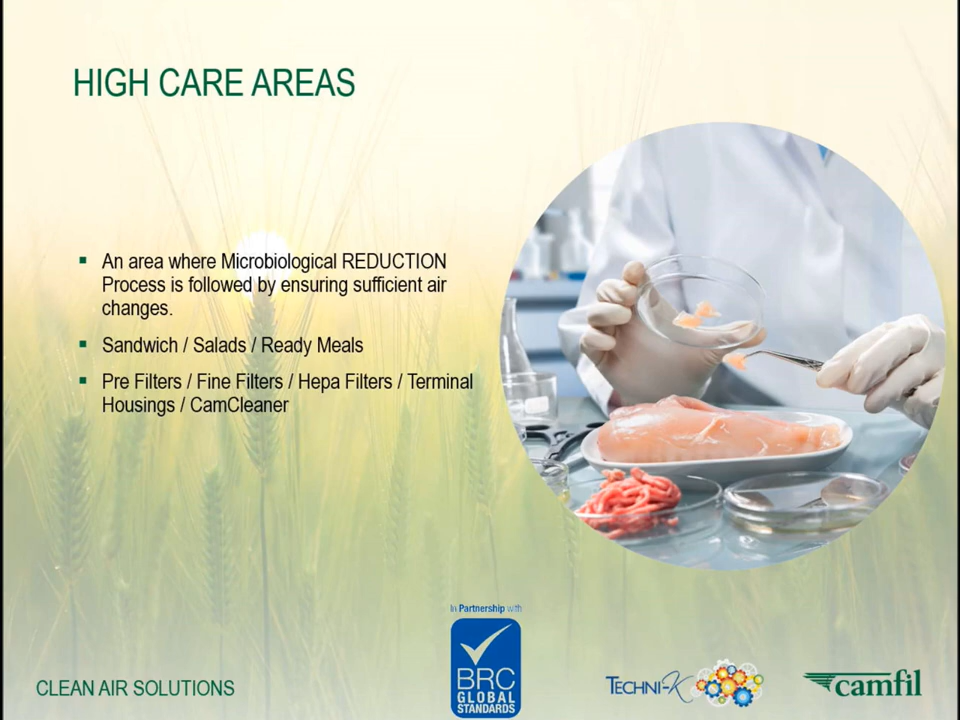 HIGH CARE AREAS
▪ An area where Microbiological REDUCTION
Process is followed by ensuring sufficient air
changes.
▪ Sandwich / Salads / Ready Meals
▪ Pre Filters / Fine Filters / Hepa Filters / Terminal
Housings / CamCleaner
In Partnership with
BRC
GLOBAL
STANDARDS
CLEAN AIR SOLUTIONS
TECHNI-K
camfil